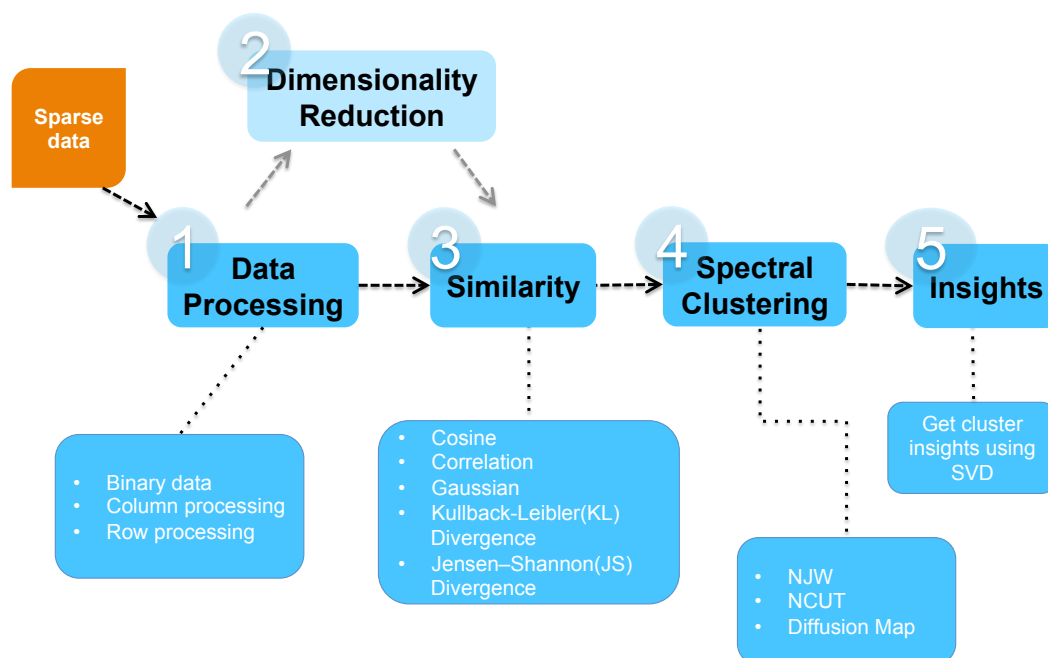 2
Dimensionality
Reduction
Sparse
data
1
Data
Processing
3
Similarity
4
Spectral
Clustering
5
Insights
• Binary data
• Column processing
• Row processing
• Cosine
• Correlation
• Gaussian
• Kullback-Leibler(KL)
Divergence
• Jensen–Shannon(JS)
Divergence
• NJW
• NCUT
• Diffusion Map
Get cluster
insights using
SVD